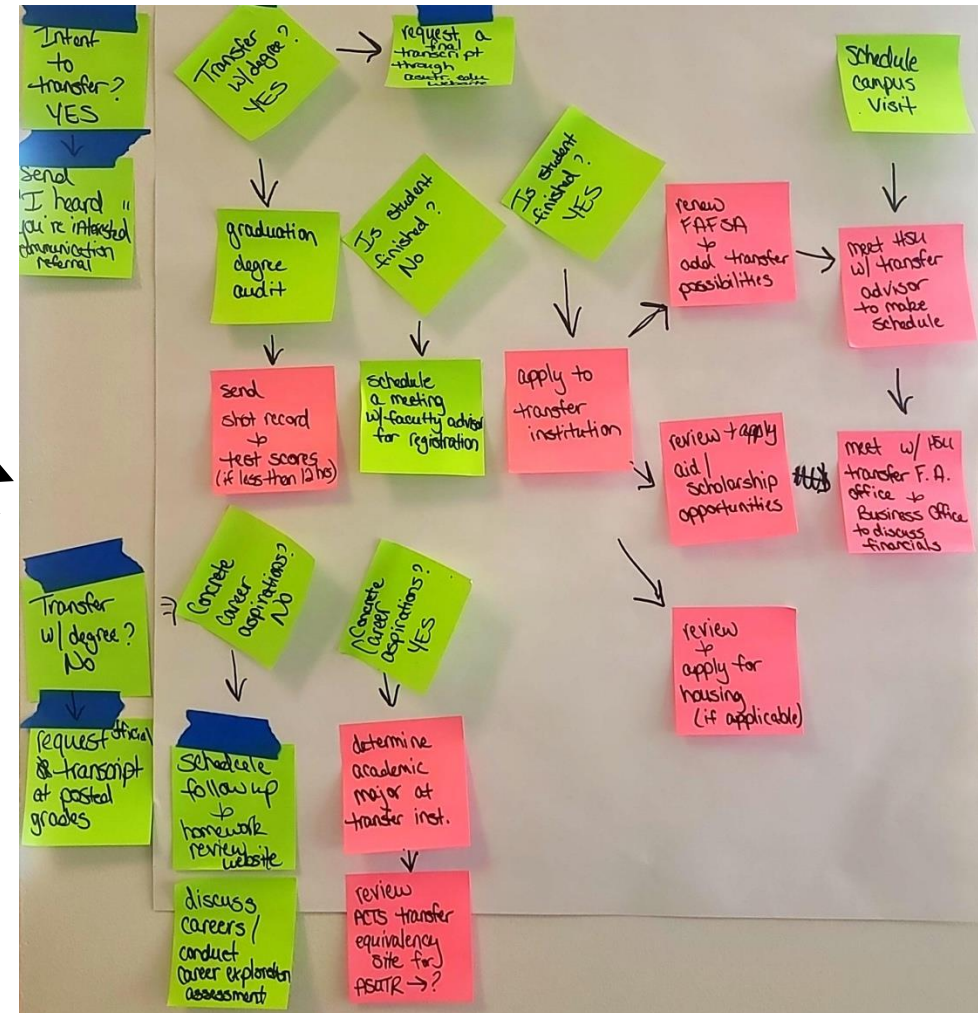 Intent
to
transfer?
YES
Send
"I heard
you're interested"
communication
referral
Transfer
w/degree?
YES
request a
final
transcript
through
asutr.edu
website
graduation
degree
audit
send
shot record
+
test scores
(if less than 12 hrs)
Is student
finished?
No
schedule
a meeting
w/faculty advisor
for registration
Is student
finished?
YES
apply to
transfer
institution
renew
FAFSA
+
add transfer
possibilities
review + apply
aid/
scholarship
opportunities
review
+
apply for
housing
(if applicable)
Schedule
campus
visit
meet HSU
w/ transfer
advisor
to make
schedule
meet w/ HSU
transfer F.A.
office +
Business Office
to discuss
financials
Transfer
w/ degree?
No
request official
transcript
at posted
grades
Concrete
career
aspirations?
NO
schedule
follow up
+
homework
review
website
discuss
careers/
conduct
career exploration
assessment
Concrete
career
aspirations?
YES
determine
academic
major at
transfer inst.
review
ACTS transfer
equivalency
site for
ASUTR →?